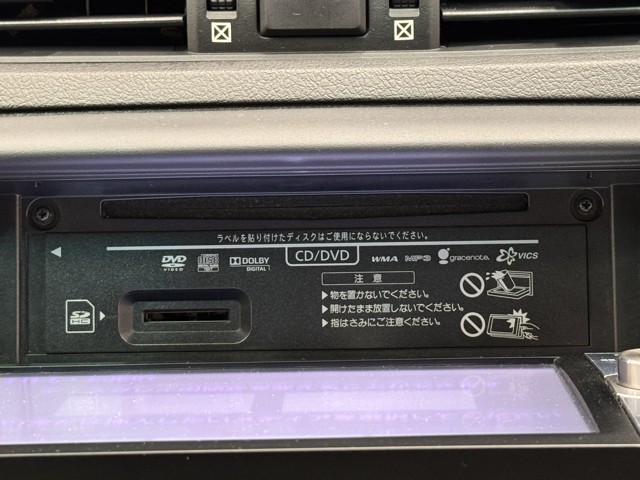 ラベルを貼り付けたディスクはご使用にならないでください。
DVD VIDEO
DOLBY DIGITAL
CD/DVD
WMA
MP3
gracenote
VICS
注意
▶物を置かないでください。
▶開けたまま放置しないでください。
▶指はさみにご注意ください。
SD HC